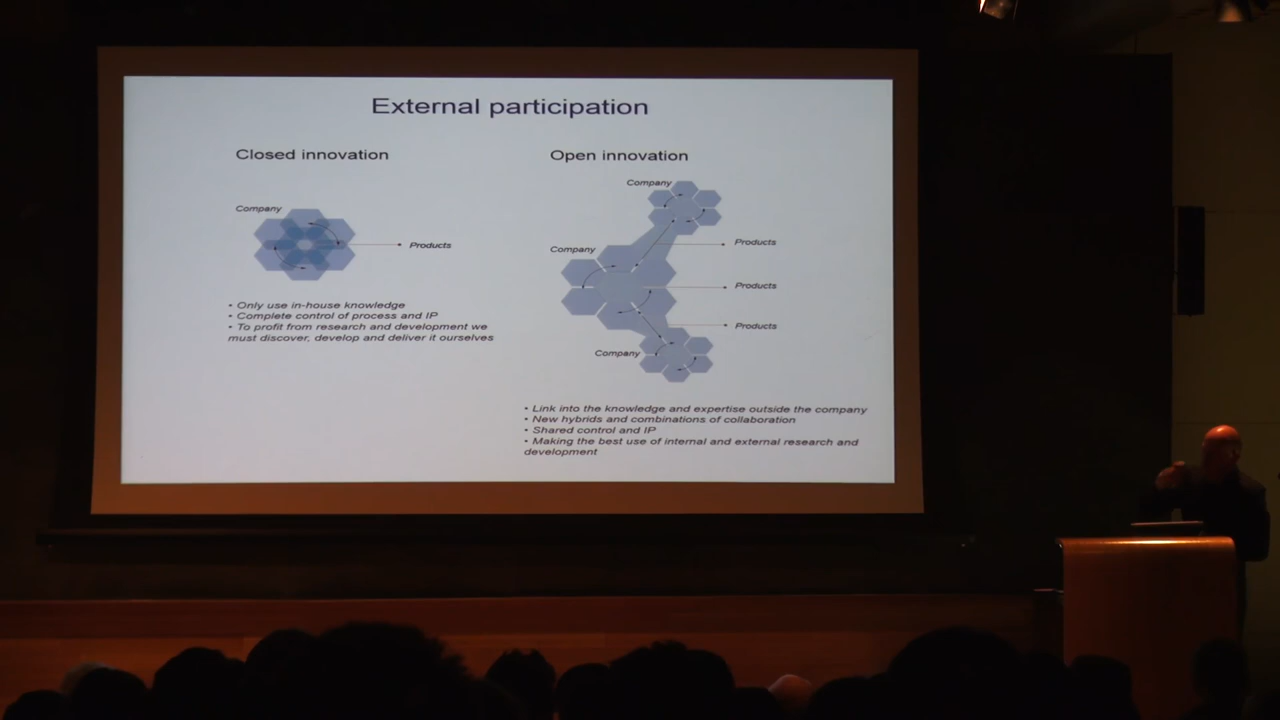 External participation
Closed innovation
Company
Products
• Only use in-house knowledge
• Complete control of process and IP
• To profit from research and development we
must discover, develop and deliver it ourselves
Open innovation
Company
Company
Products
Products
Products
Company
• Link into the knowledge and expertise outside the company
• New hybrids and combinations of collaboration
• Shared control and IP
• Making the best use of internal and external research and
development